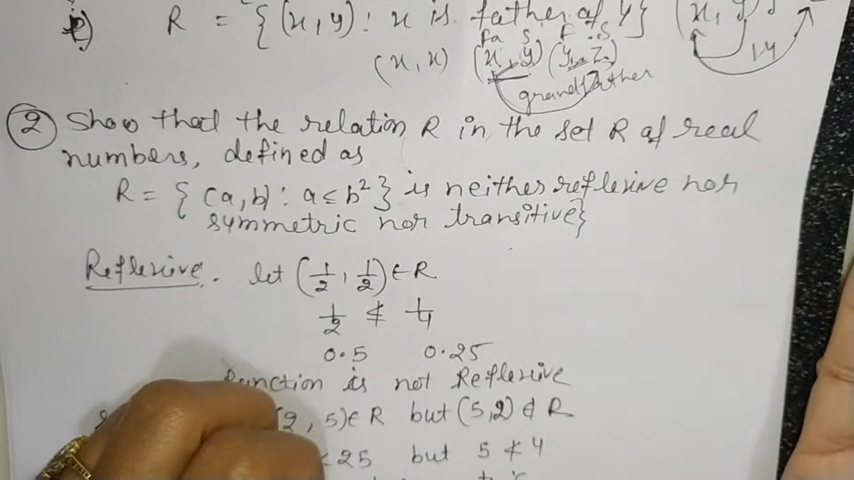 R = {(x, y) : x is father of y}
(x, x) (x, y) (y, z)
grandfather
② Show that the relation R in the set R of real
numbers, defined as
R = {(a, b) : a ≤ b²} is neither reflexive nor
symmetric nor transitive}
Reflexive. let (1/2, 1/2) ∈ R
1/2 ≰ 1/4
0.5 0.25
Function is not Reflexive
2, 5) ∈ R but (5, 2) ∉ R
25 but 5 ≮ 4